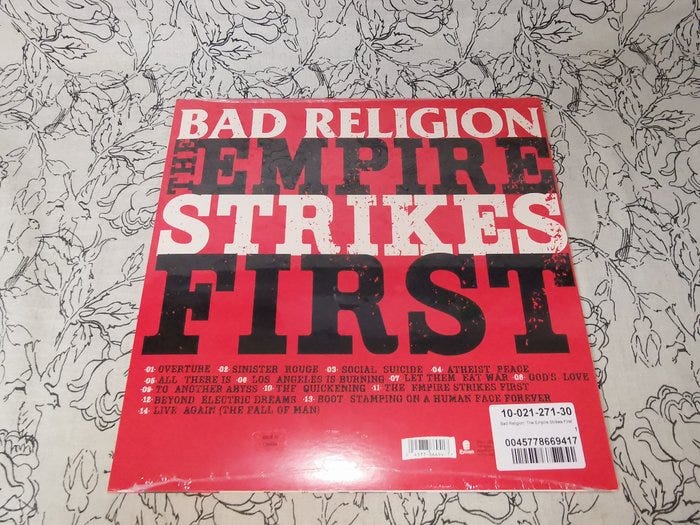 BAD RELIGION
THE EMPIRE
STRIKES
FIRST
·01· OVERTURE ·02· SINISTER ROUGE ·03· SOCIAL SUICIDE ·04· ATHEIST PEACE
·05· ALL THERE IS ·06· LOS ANGELES IS BURNING ·07· LET THEM EAT WAR ·08· GOD'S LOVE
·09· TO ANOTHER ABYSS ·10· THE QUICKENING ·11· THE EMPIRE STRIKES FIRST
·12· BEYOND ELECTRIC DREAMS ·13· BOOT STAMPING ON A HUMAN FACE FOREVER
·14· LIVE AGAIN (THE FALL OF MAN)
10-021-271-30
Bad Religion: The Empire Strikes First
1
0045778669417